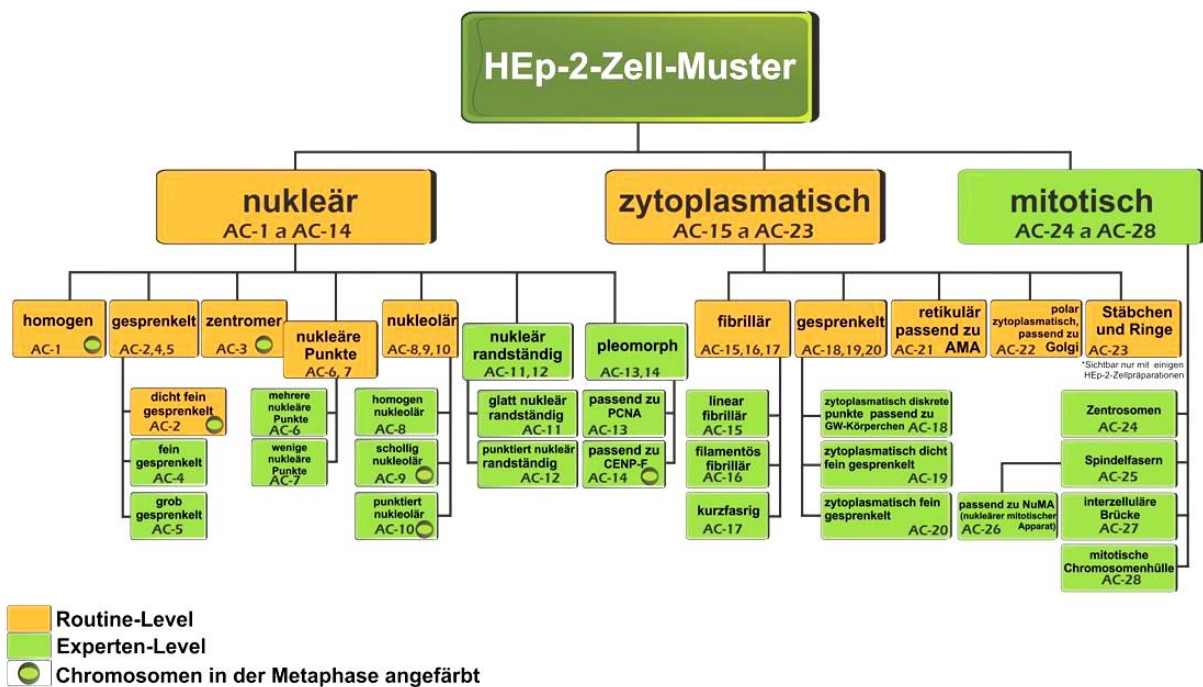 HEp-2-Zell-Muster
nukleär
AC-1 a AC-14
zytoplasmatisch
AC-15 a AC-23
mitotisch
AC-24 a AC-28
homogen
AC-1
gesprenkelt
AC-2,4,5
zentromer
AC-3
nukleäre
Punkte
AC-6, 7
nukleolär
AC-8,9,10
nukleär
randständig
AC-11,12
pleomorph
AC-13,14
fibrillär
AC-15,16,17
gesprenkelt
AC-18,19,20
retikulär
passend zu
AC-21 AMA
polar
zytoplasmatisch,
passend zu
AC-22 Golgi
Stäbchen
und Ringe
AC-23
*Sichtbar nur mit einigen
HEp-2-Zellpräparationen
dicht fein
gesprenkelt
AC-2
fein
gesprenkelt
AC-4
grob
gesprenkelt
AC-5
mehrere
nukleäre
Punkte
AC-6
wenige
nukleäre
Punkte
AC-7
homogen
nukleolär
AC-8
schollig
nukleolär
AC-9
punktiert
nukleolär
AC-10
glatt nukleär
randständig
AC-11
punktiert nukleär
randständig
AC-12
passend zu
PCNA
AC-13
passend zu
CENP-F
AC-14
linear
fibrillär
AC-15
filamentös
fibrillär
AC-16
kurzfasrig
AC-17
zytoplasmatisch diskrete
punkte passend zu
GW-Körperchen AC-18
zytoplasmatisch dicht
fein gesprenkelt
AC-19
zytoplasmatisch fein
gesprenkelt
AC-20
Zentrosomen
AC-24
Spindelfasern
AC-25
passend zu NuMA
(nukleärer mitotischer
AC-26 Apparat)
interzelluläre
Brücke
AC-27
mitotische
Chromosomenhülle
AC-28
Routine-Level
Experten-Level
Chromosomen in der Metaphase angefärbt